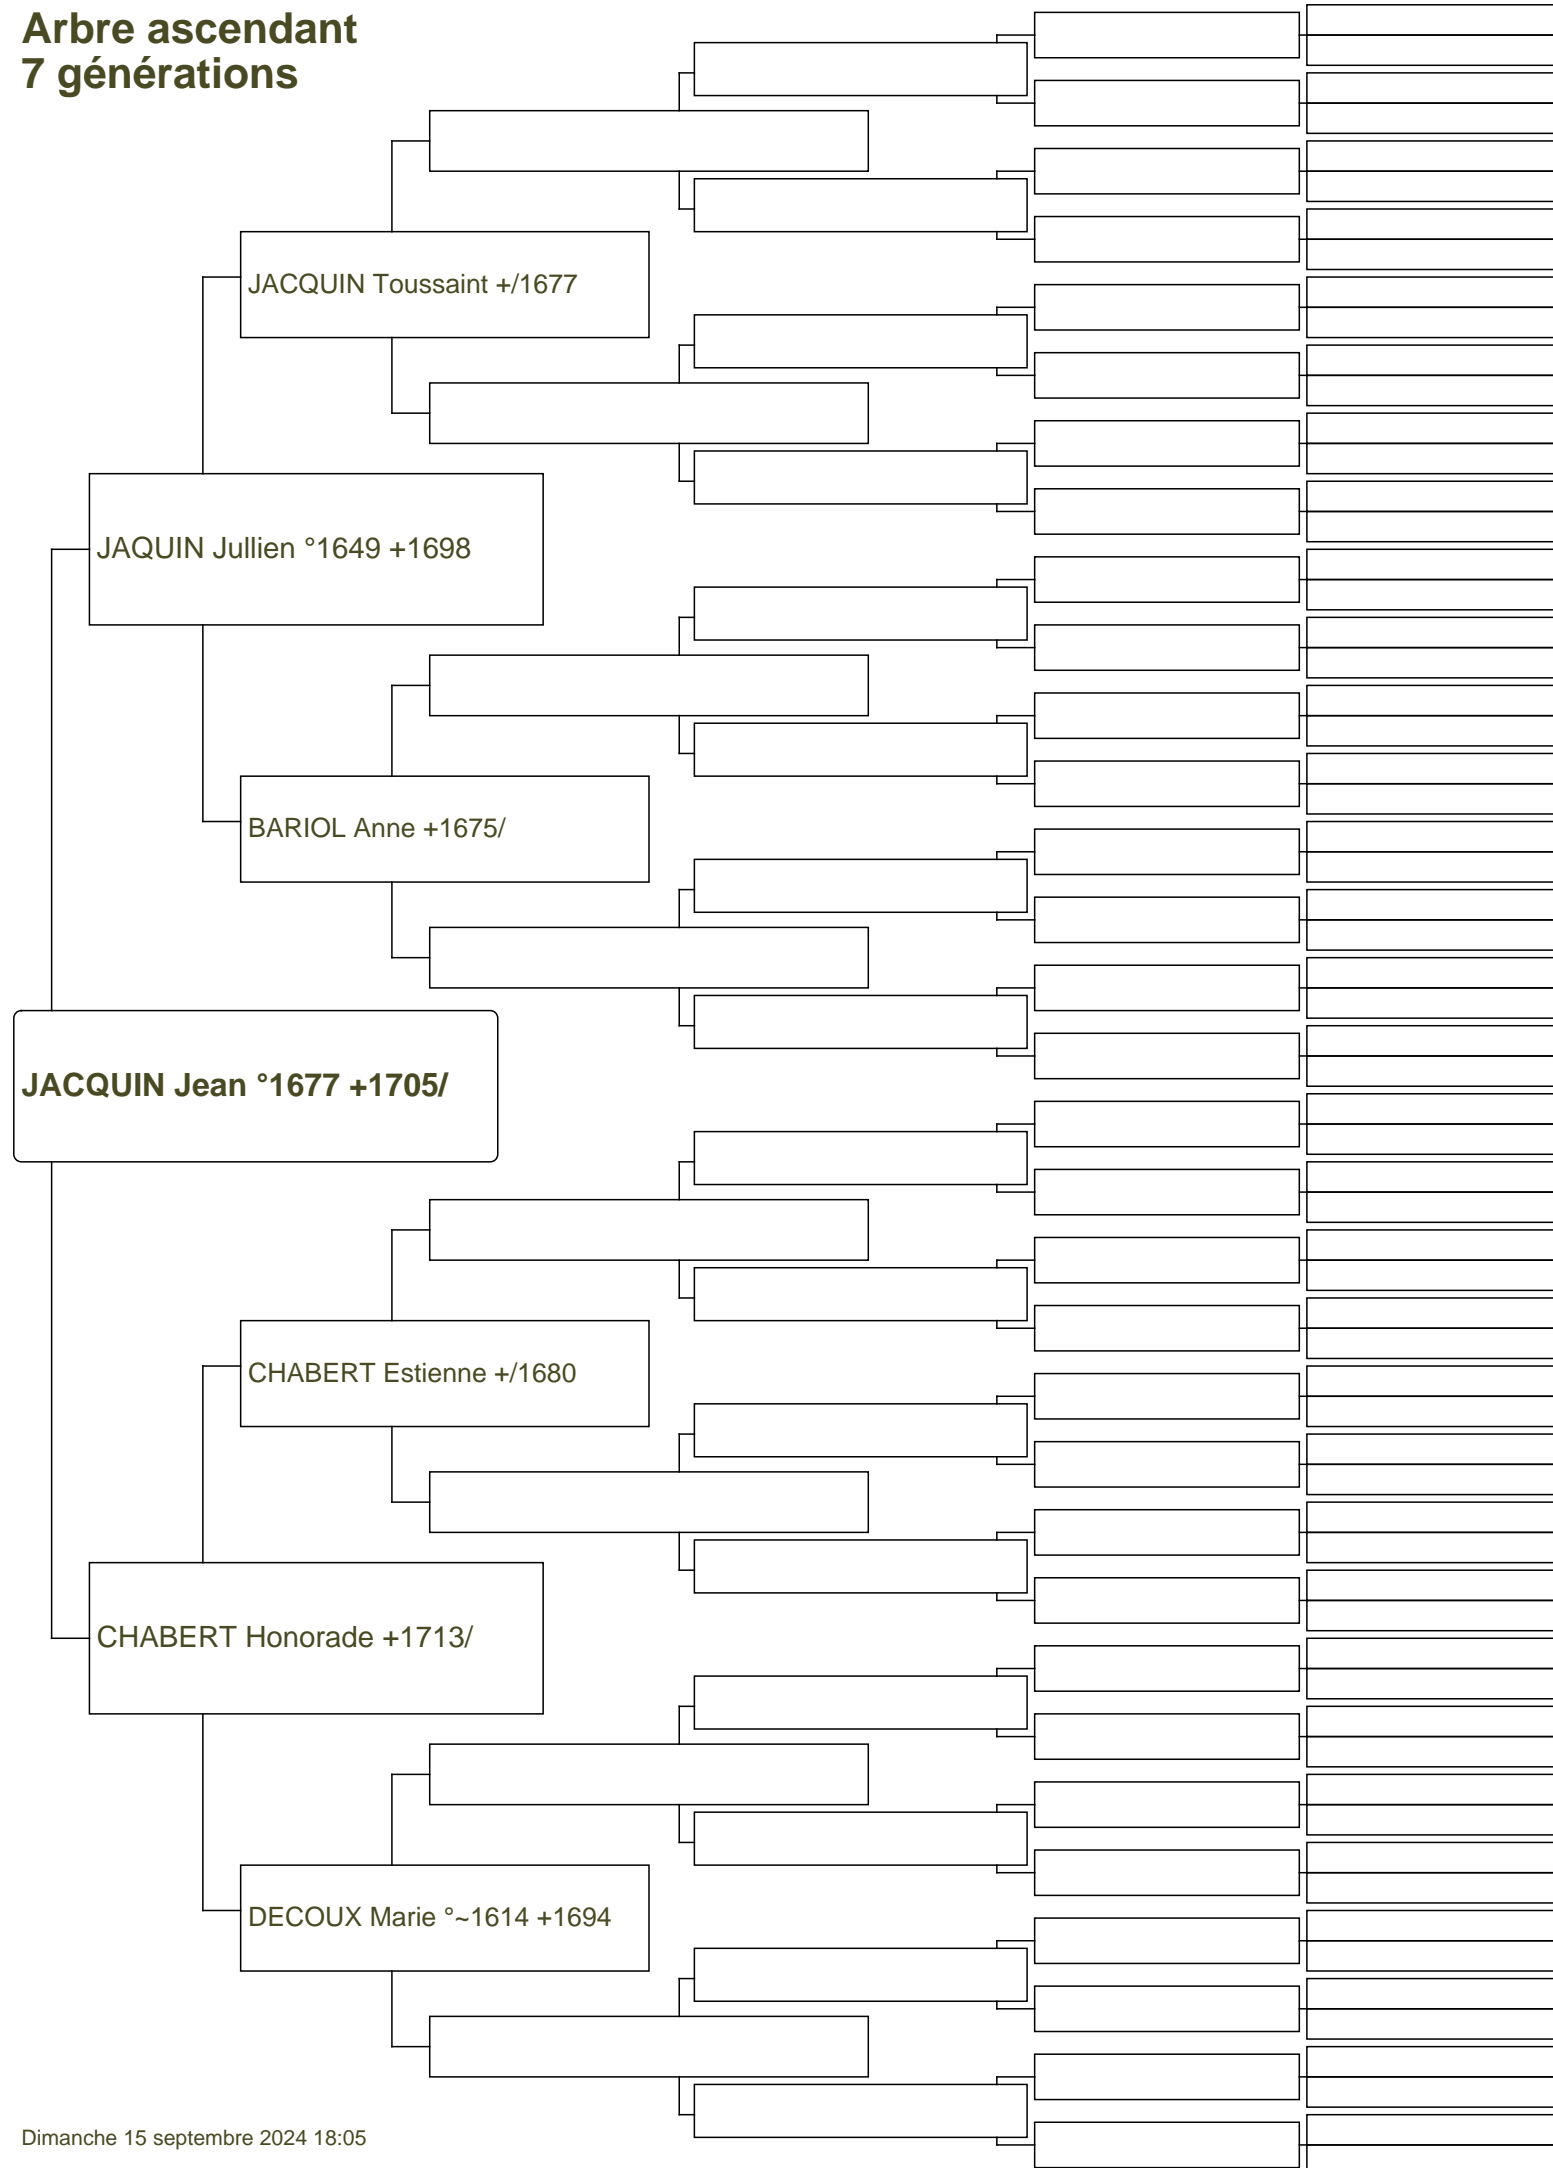 Arbre ascendant
7 générations
JACQUIN Toussaint +/1677
JAQUIN Jullien °1649 +1698
BARIOL Anne +1675/
JACQUIN Jean °1677 +1705/
CHABERT Estienne +/1680
CHABERT Honorade +1713/
DECOUX Marie °~1614 +1694
Dimanche 15 septembre 2024 18:05